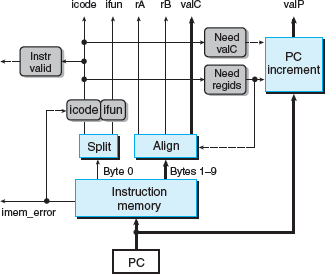 icode ifun rA rB valC valP
Instr
valid
Need
valC
PC
increment
Need
regids
icode ifun
Split
Align
Byte 0
Bytes 1–9
Instruction
memory
imem_error
PC